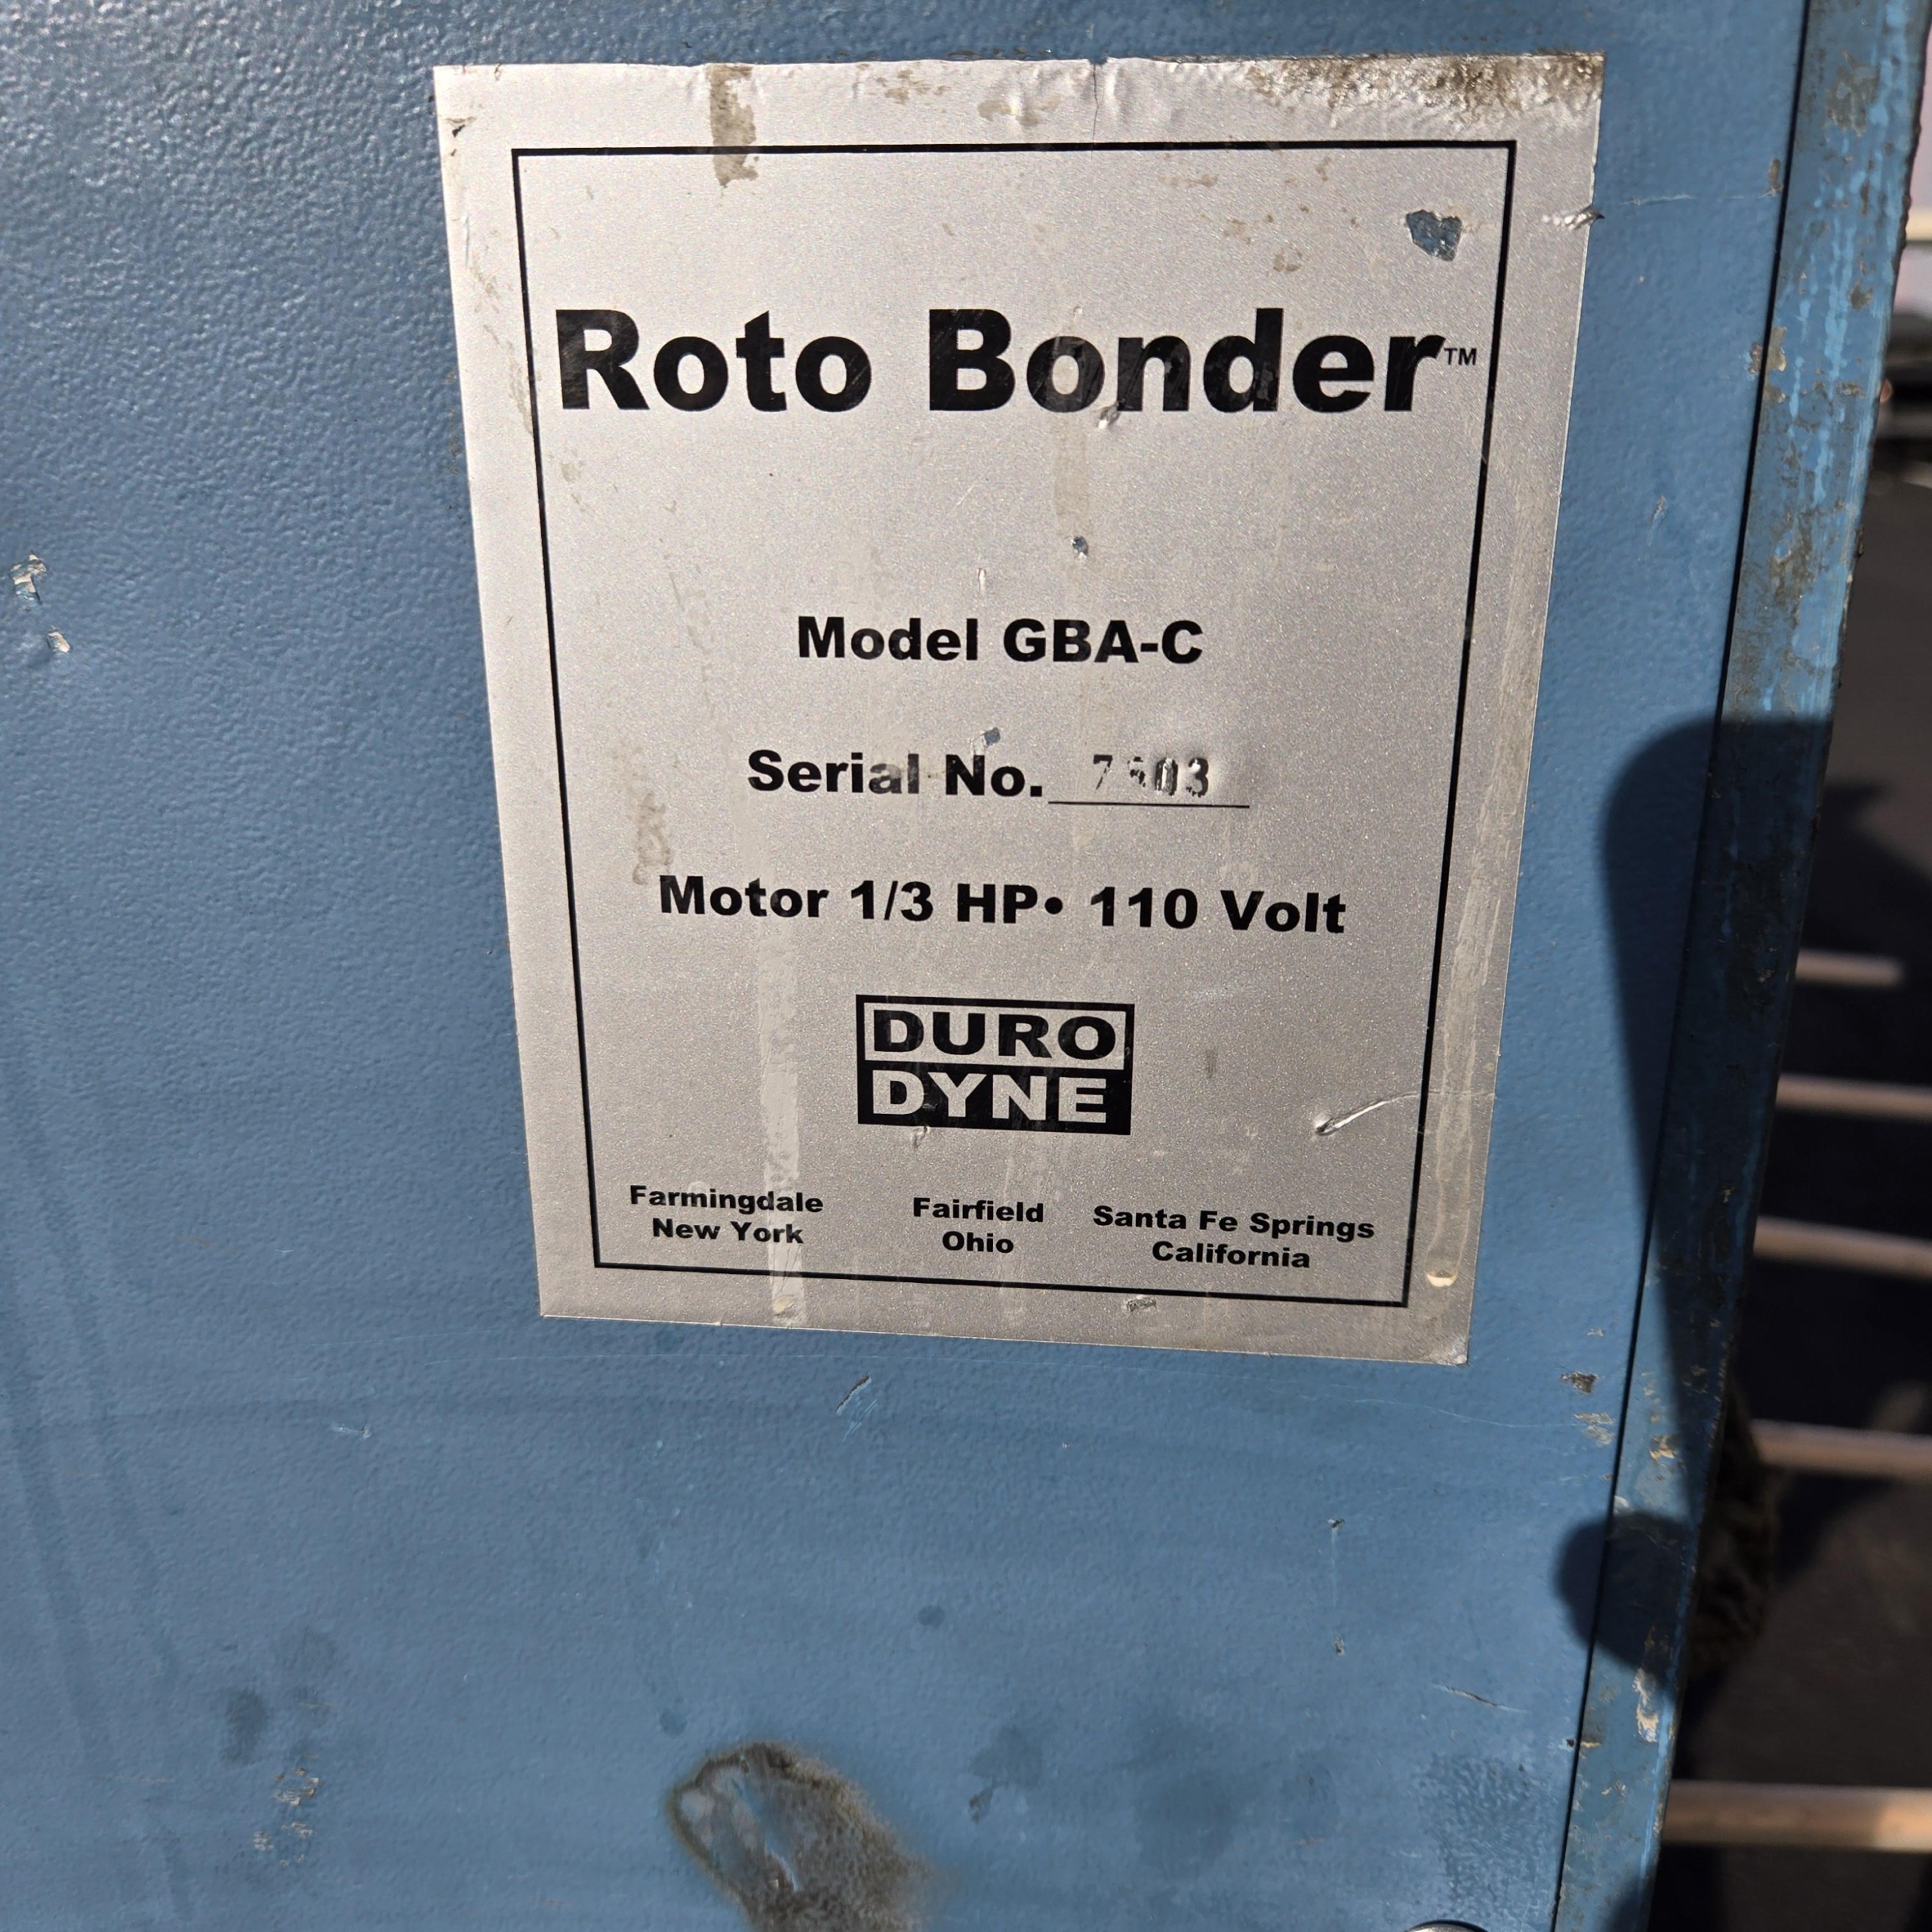 Roto Bonder™
Model GBA-C
Serial No.
Motor 1/3 HP• 110 Volt
DURO
DYNE
Farmingdale
New York
Fairfield
Ohio
Santa Fe Springs
California